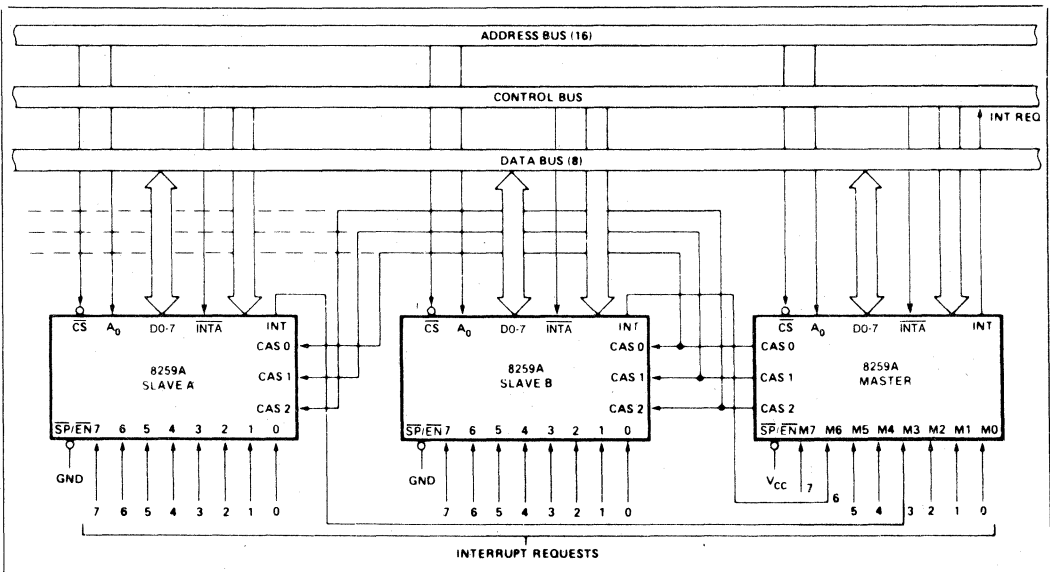 ADDRESS BUS (16)
CONTROL BUS
INT REQ
DATA BUS (8)
CS A0 D0-7 INTA INT
CAS 0
8259A
SLAVE A
CAS 1
CAS 2
SP/EN 7 6 5 4 3 2 1 0
GND
7 6 5 4 3 2 1 0
CS A0 D0-7 INTA INT
CAS 0
8259A
SLAVE B
CAS 1
CAS 2
SP/EN 7 6 5 4 3 2 1 0
GND
7 6 5 4 3 2 1 0
CS A0 D0-7 INTA INT
CAS 0
8259A
MASTER
CAS 1
CAS 2
SP/EN M7 M6 M5 M4 M3 M2 M1 M0
VCC
7 6 5 4 3 2 1 0
INTERRUPT REQUESTS